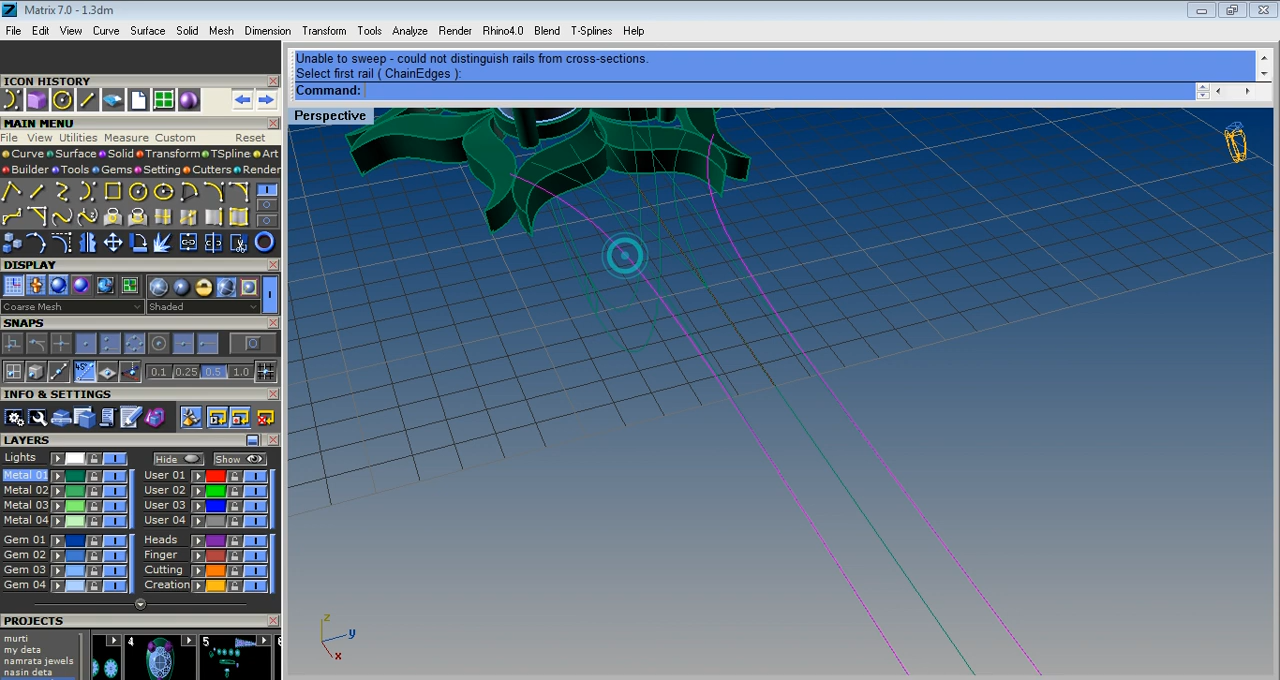 Matrix 7.0 - 1.3dm
File Edit View Curve Surface Solid Mesh Dimension Transform Tools Analyze Render Rhino4.0 Blend T-Splines Help
Unable to sweep - could not distinguish rails from cross-sections.
Select first rail ( ChainEdges ):
Command:
Perspective
ICON HISTORY
MAIN MENU
File View Utilities Measure Custom Reset
Curve Surface Solid Transform TSpline Art
Builder Tools Gems Setting Cutters Render
DISPLAY
Coarse Mesh Shaded
SNAPS
45°
0.1 0.25 0.5 1.0
INFO & SETTINGS
LAYERS
Lights Hide Show
Metal 01 User 01
Metal 02 User 02
Metal 03 User 03
Metal 04 User 04
Gem 01 Heads
Gem 02 Finger
Gem 03 Cutting
Gem 04 Creation
PROJECTS
murti
my deta
namrata jewels
nasin deta
4 5
z
y
x